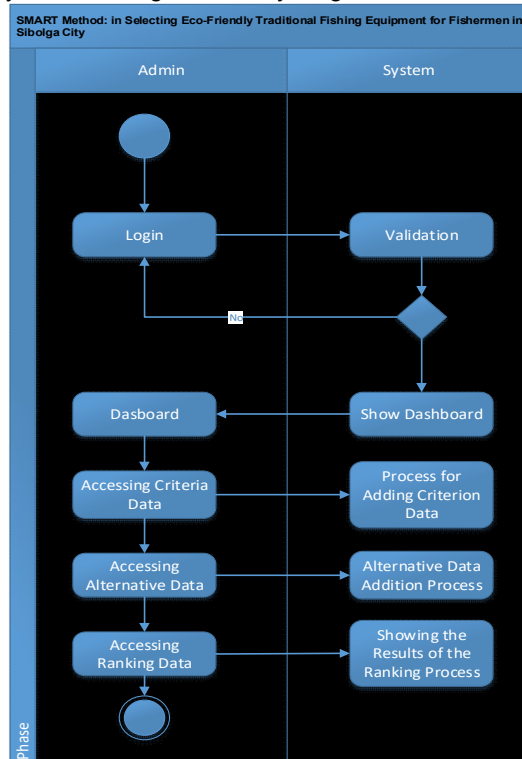 SMART Method: in Selecting Eco-Friendly Traditional Fishing Equipment for Fishermen in
Sibolga City
Admin
System
Login
Validation
No
Dasboard
Show Dashboard
Accessing Criteria
Data
Process for
Adding Criterion
Data
Accessing
Alternative Data
Alternative Data
Addition Process
Accessing
Ranking Data
Showing the
Results of the
Ranking Process
Phase